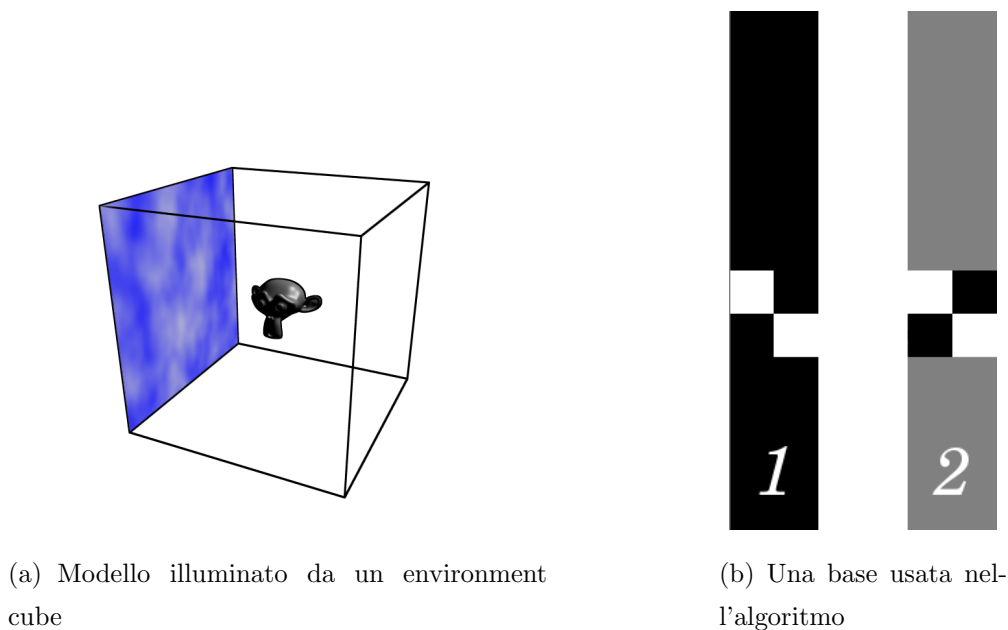 1 2
(a) Modello illuminato da un environment
cube
(b) Una base usata nel-
l'algoritmo